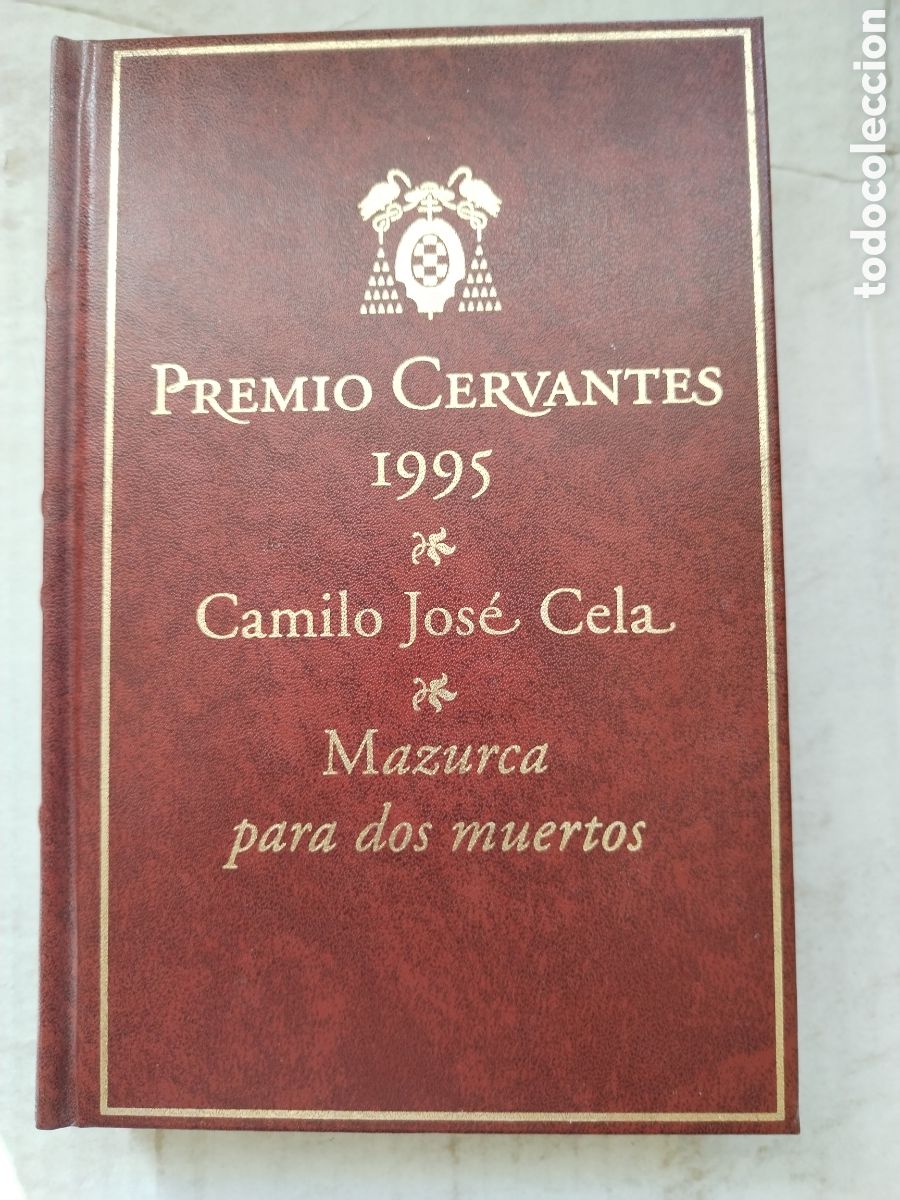 PREMIO CERVANTES
1995
Camilo José Cela
Mazurca
para dos muertos
todocoleccion